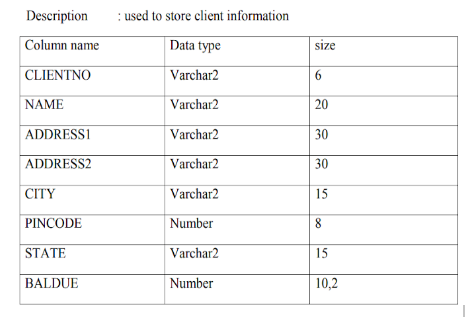 Description : used to store client information
Column name Data type size
CLIENTNO Varchar2 6
NAME Varchar2 20
ADDRESS1 Varchar2 30
ADDRESS2 Varchar2 30
CITY Varchar2 15
PINCODE Number 8
STATE Varchar2 15
BALDUE Number 10,2